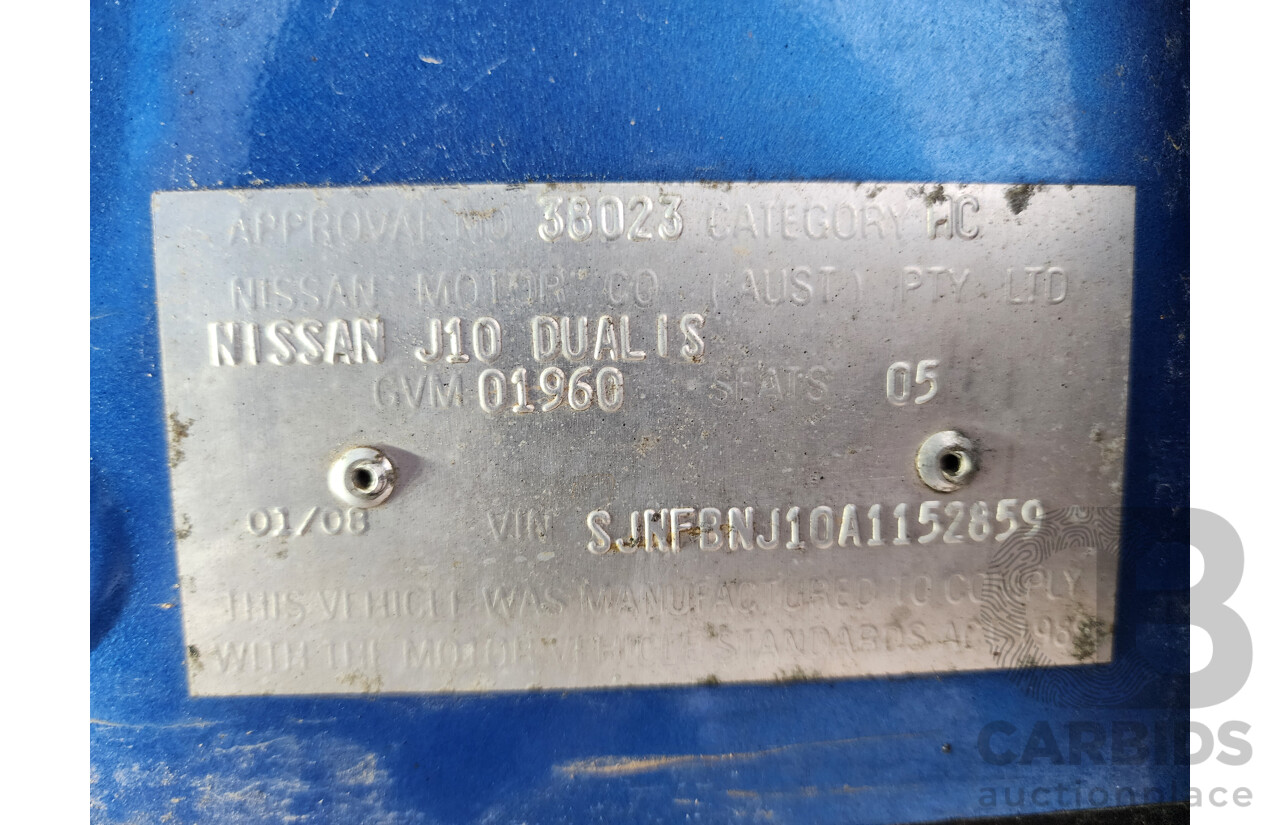 APPROVAL NO 38023 CATEGORY MC
NISSAN MOTOR CO (AUST) PTY LTD
NISSAN J10 DUALIS
GVM 01960 SEATS 05
01/08 VIN SJNFBNJ10A1152859
THIS VEHICLE WAS MANUFACTURED TO COMPLY
WITH THE MOTOR VEHICLE STANDARDS ACT 1989
CB
CARBIDS
auctionplace